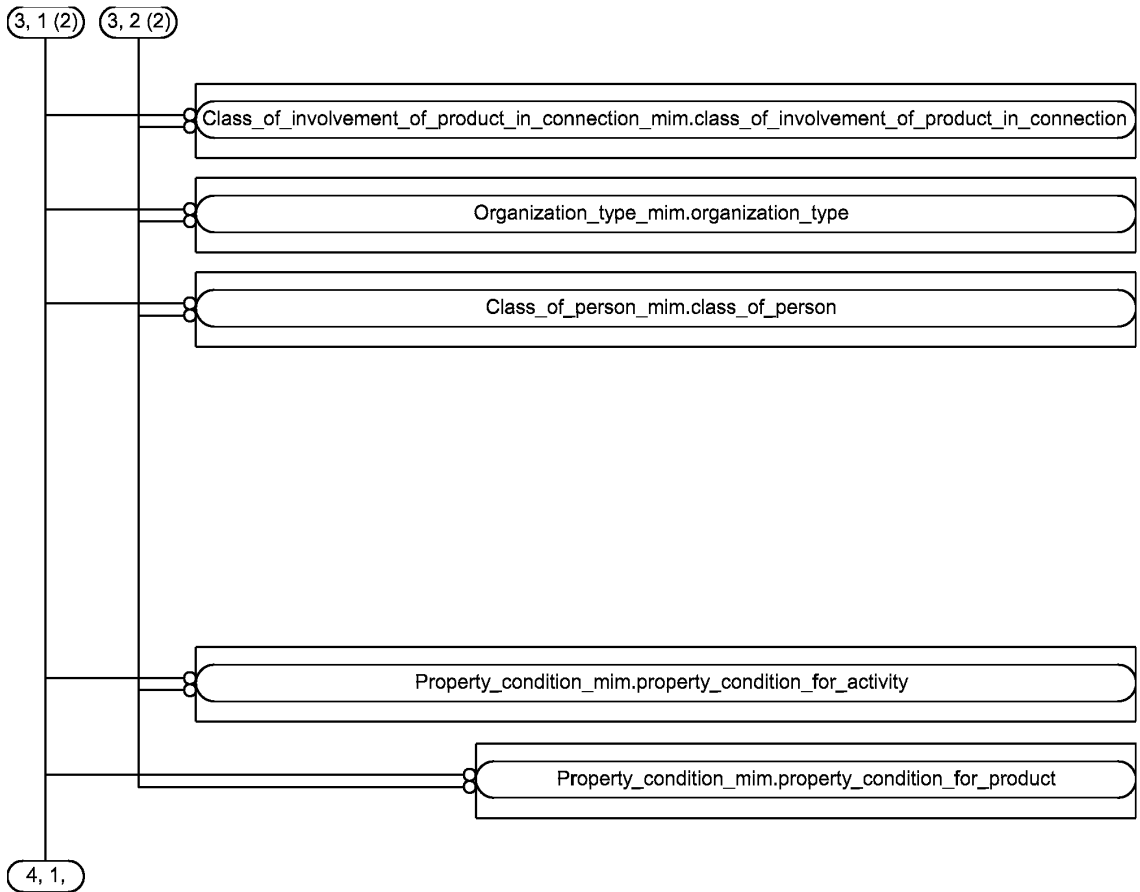 3, 1 (2) 3, 2 (2)
Class_of_involvement_of_product_in_connection_mim.class_of_involvement_of_product_in_connection
Organization_type_mim.organization_type
Class_of_person_mim.class_of_person
Property_condition_mim.property_condition_for_activity
Property_condition_mim.property_condition_for_product
4, 1,